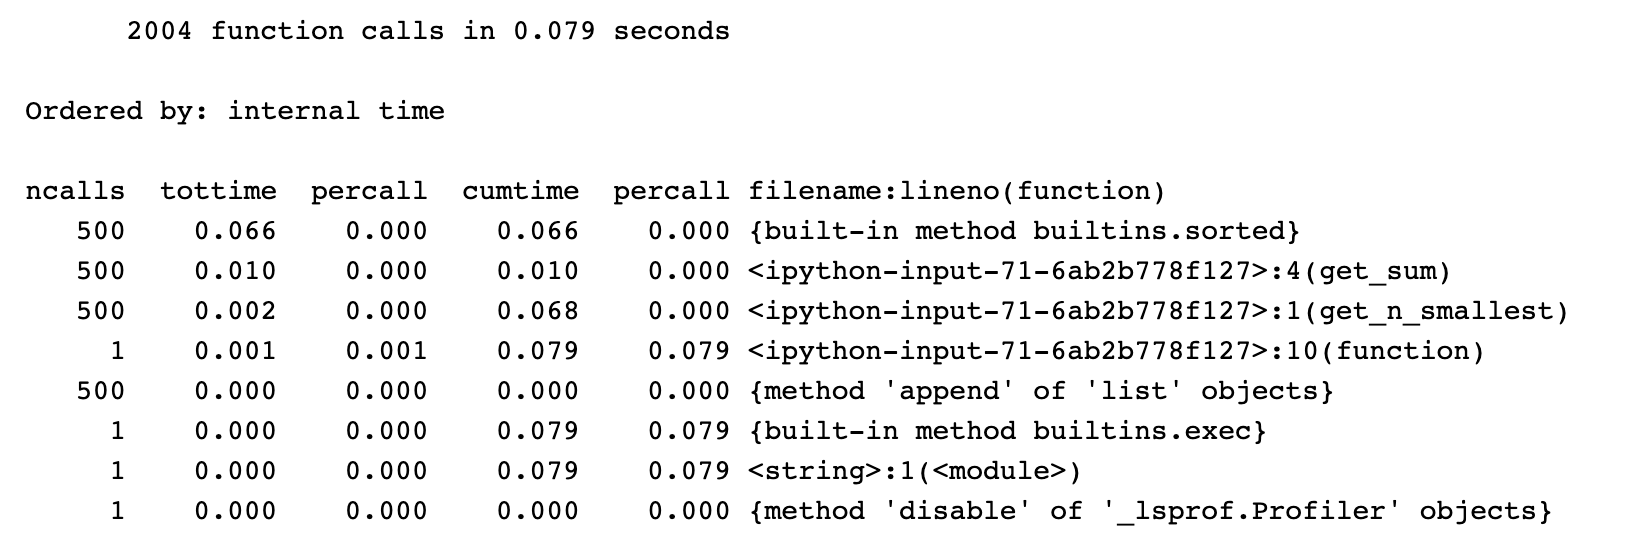 2004 function calls in 0.079 seconds
Ordered by: internal time
ncalls  tottime  percall  cumtime  percall filename:lineno(function)
500    0.066    0.000    0.066    0.000 {built-in method builtins.sorted}
500    0.010    0.000    0.010    0.000 <ipython-input-71-6ab2b778f127>:4(get_sum)
500    0.002    0.000    0.068    0.000 <ipython-input-71-6ab2b778f127>:1(get_n_smallest)
1    0.001    0.001    0.079    0.079 <ipython-input-71-6ab2b778f127>:10(function)
500    0.000    0.000    0.000    0.000 {method 'append' of 'list' objects}
1    0.000    0.000    0.079    0.079 {built-in method builtins.exec}
1    0.000    0.000    0.079    0.079 <string>:1(<module>)
1    0.000    0.000    0.000    0.000 {method 'disable' of '_lsprof.Profiler' objects}